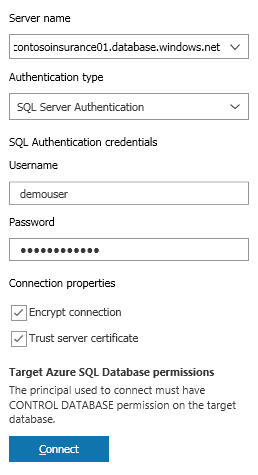 Server name
contosoinsurance01.database.windows.net
Authentication type
SQL Server Authentication
SQL Authentication credentials
Username
demouser
Password
●●●●●●●●●●●●
Connection properties
Encrypt connection
Trust server certificate
Target Azure SQL Database permissions
The principal used to connect must have
CONTROL DATABASE permission on the target
database.
Connect